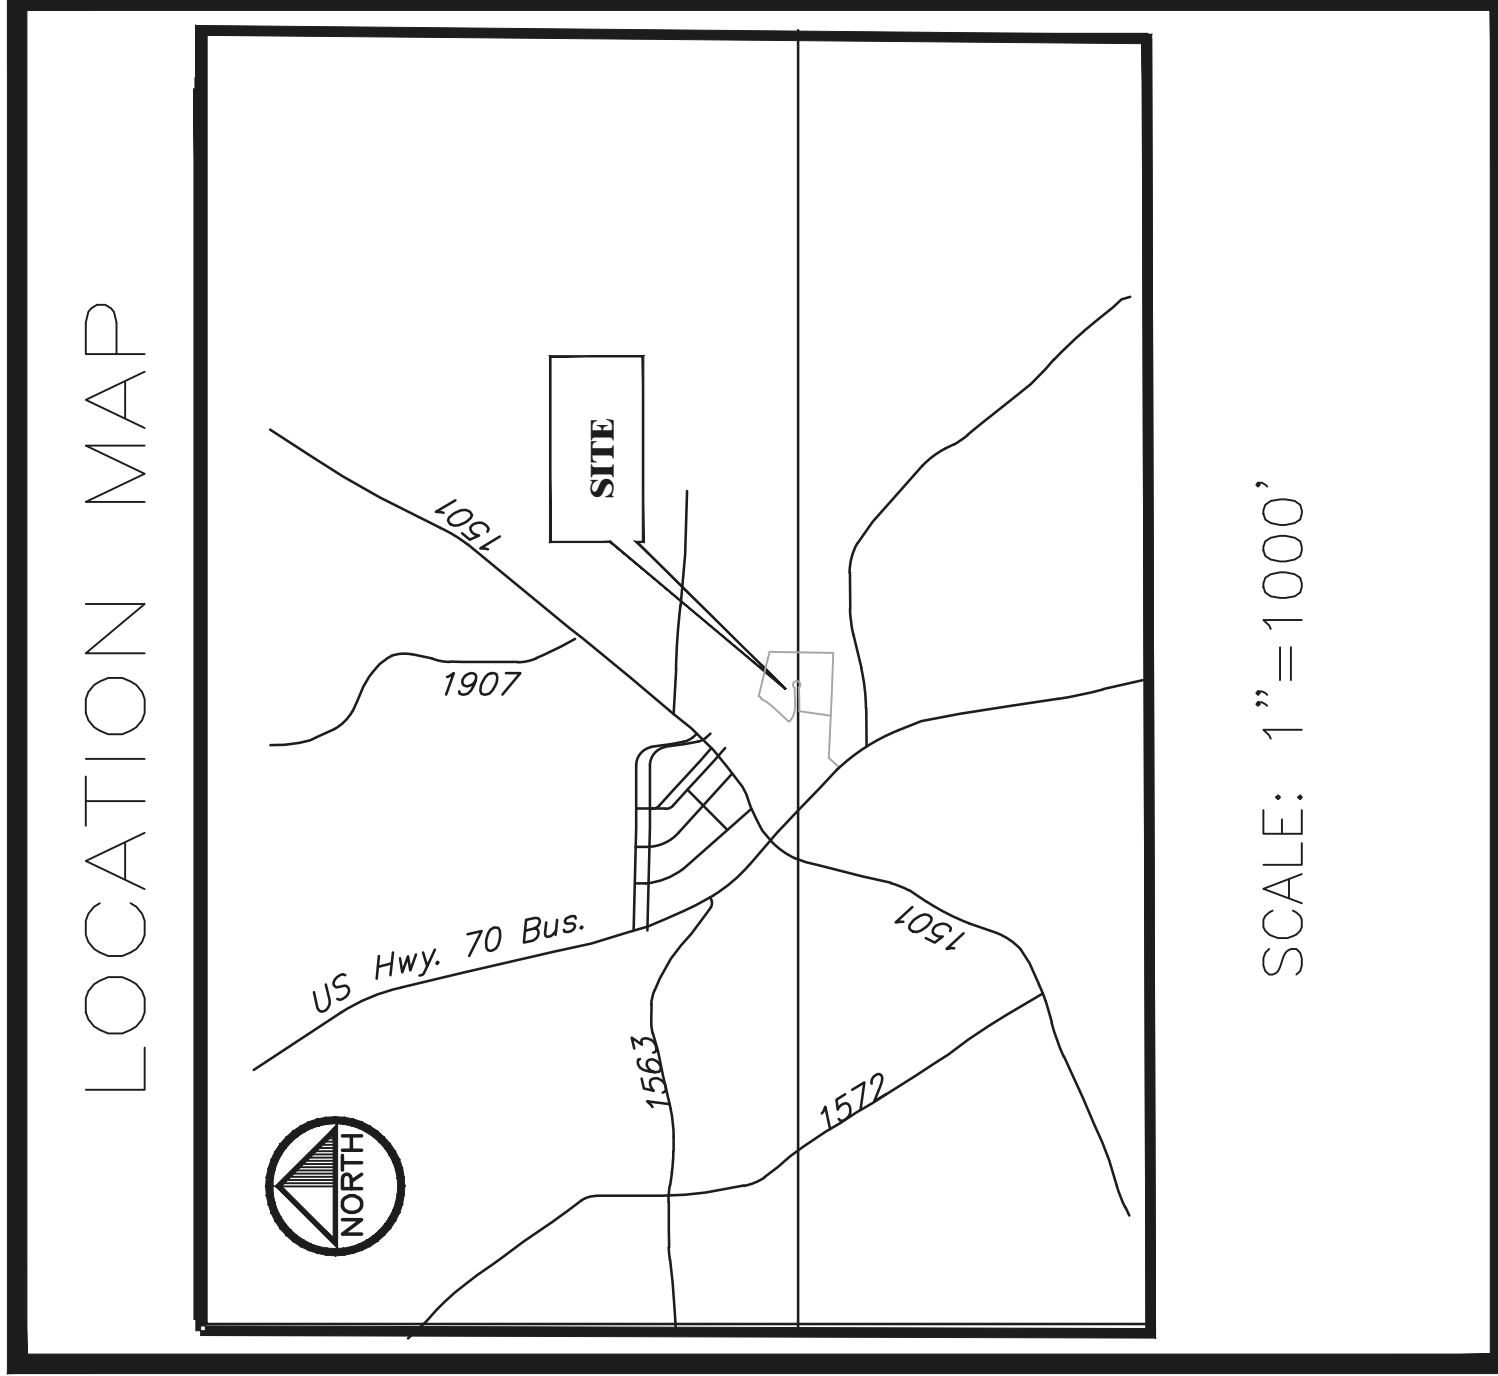 LOCATION MAP
1501
SITE
1907
US Hwy. 70 Bus.
1501
1563
1572
NORTH
SCALE: 1"=1000'